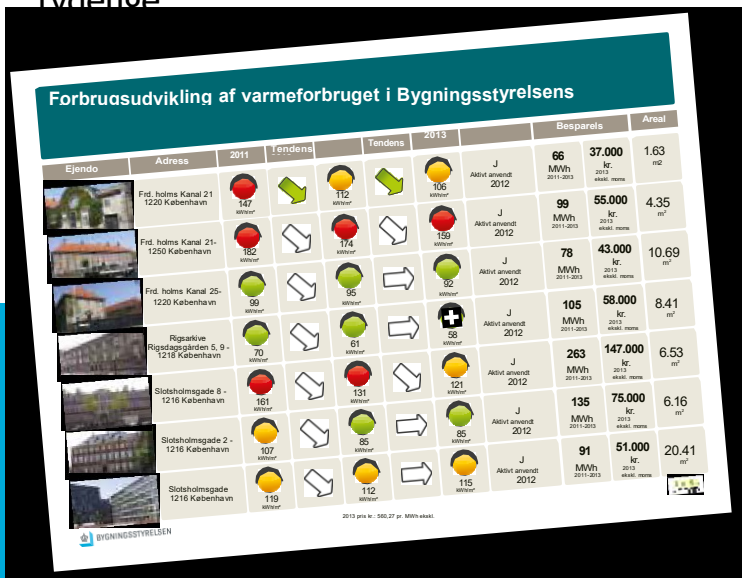 Tydelige
Forbrugsudvikling af varmeforbruget i Bygningsstyrelsens
Ejendo Adress 2011 Tendens Tendens 2013 Besparels Areal
Frd. holms Kanal 21
1220 København
147
kWh/m²
112
kWh/m²
106
kWh/m²
J
Aktivt anvendt
2012
66
MWh
2011-2013
37.000
kr.
2013
ekskl. moms
1.63
m2
Frd. holms Kanal 21-
1250 København
182
kWh/m²
174
kWh/m²
159
kWh/m²
J
Aktivt anvendt
2012
99
MWh
2011-2013
55.000
kr.
2013
ekskl. moms
4.35
m²
Frd. holms Kanal 25-
1220 København
99
kWh/m²
95
kWh/m²
92
kWh/m²
J
Aktivt anvendt
2012
78
MWh
2011-2013
43.000
kr.
2013
ekskl. moms
10.69
m²
Rigsarkive
Rigsdagsgården 5, 9 -
1218 København
70
kWh/m²
61
kWh/m²
58
kWh/m²
J
Aktivt anvendt
2012
105
MWh
2011-2013
58.000
kr.
2013
ekskl. moms
8.41
m²
Slotsholmsgade 8 -
1216 København
161
kWh/m²
131
kWh/m²
121
kWh/m²
J
Aktivt anvendt
2012
263
MWh
2011-2013
147.000
kr.
2013
ekskl. moms
6.53
m²
Slotsholmsgade 2 -
1216 København
107
kWh/m²
85
kWh/m²
85
kWh/m²
J
Aktivt anvendt
2012
135
MWh
2011-2013
75.000
kr.
2013
ekskl. moms
6.16
m²
Slotsholmsgade
1216 København
119
kWh/m²
112
kWh/m²
115
kWh/m²
J
Aktivt anvendt
2012
91
MWh
2011-2013
51.000
kr.
2013
ekskl. moms
20.41
m²
2013 pris kr.: 560,27 pr. MWh ekskl.
BYGNINGSSTYRELSEN